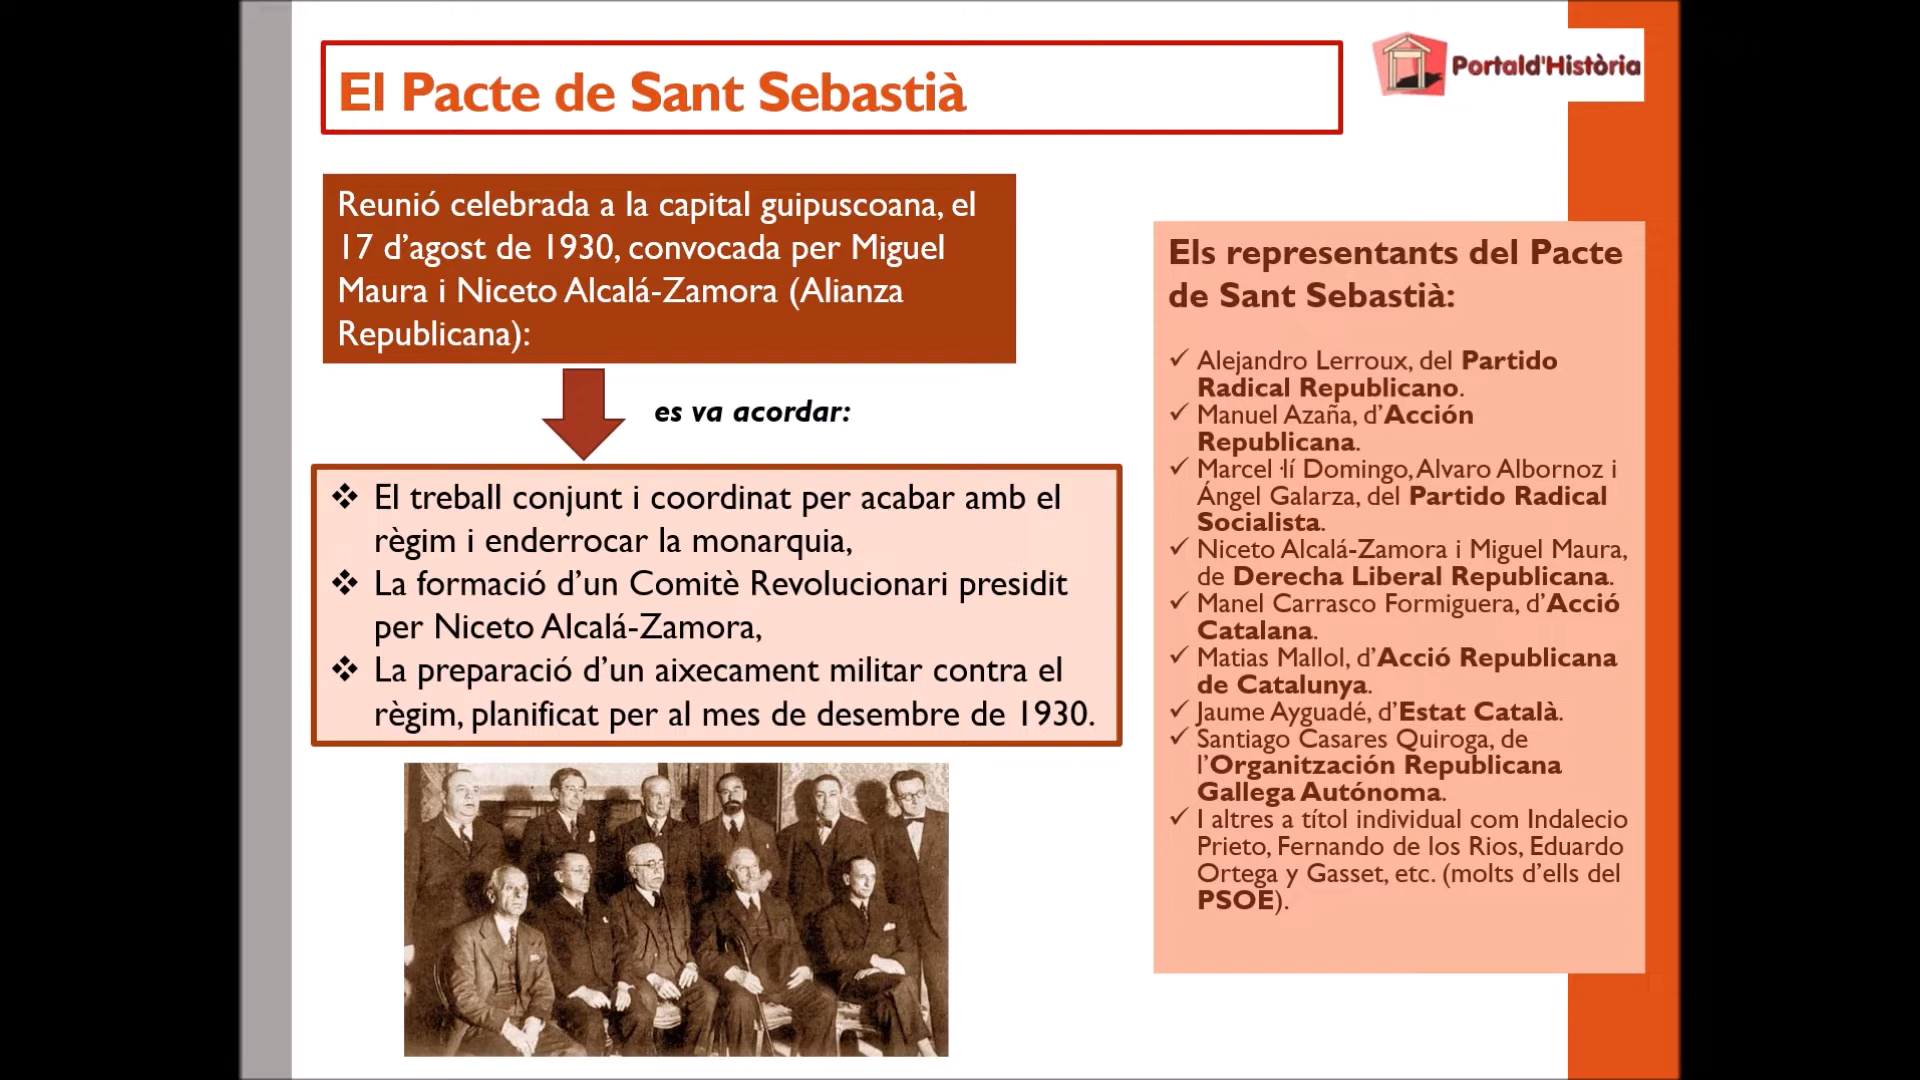 El Pacte de Sant Sebastià
Portald'Història
Reunió celebrada a la capital guipuscoana, el
17 d’agost de 1930, convocada per Miguel
Maura i Niceto Alcalá-Zamora (Alianza
Republicana):
es va acordar:
❖ El treball conjunt i coordinat per acabar amb el
règim i enderrocar la monarquia,
❖ La formació d’un Comitè Revolucionari presidit
per Niceto Alcalá-Zamora,
❖ La preparació d’un aixecament militar contra el
règim, planificat per al mes de desembre de 1930.
Els representants del Pacte
de Sant Sebastià:
✓ Alejandro Lerroux, del Partido
Radical Republicano.
✓ Manuel Azaña, d’Acción
Republicana.
✓ Marcel·lí Domingo, Alvaro Albornoz i
Ángel Galarza, del Partido Radical
Socialista.
✓ Niceto Alcalá-Zamora i Miguel Maura,
de Derecha Liberal Republicana.
✓ Manel Carrasco Formiguera, d’Acció
Catalana.
✓ Matias Mallol, d’Acció Republicana
de Catalunya.
✓ Jaume Ayguadé, d’Estat Català.
✓ Santiago Casares Quiroga, de
l’Organitzación Republicana
Gallega Autónoma.
✓ I altres a títol individual com Indalecio
Prieto, Fernando de los Rios, Eduardo
Ortega y Gasset, etc. (molts d’ells del
PSOE).